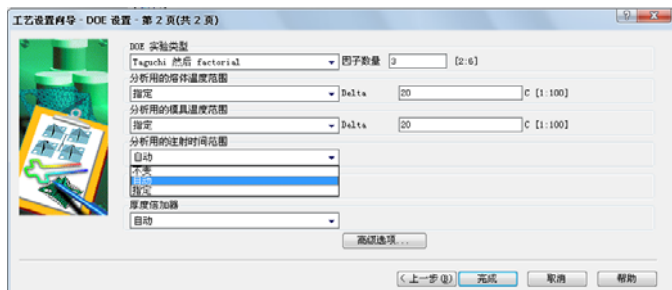 工艺设置向导 - DOE 设置 - 第 2 页(共 2 页)
DOE 实验类型
Taguchi 然后 factorial 因子数量 3 [2:6]
分析用的熔体温度范围
指定 Delta 20 C [1:100]
分析用的模具温度范围
指定 Delta 20 C [1:100]
分析用的注射时间范围
自动
不变
自动
指定
厚度倍加器
自动
高级选项...
< 上一步(B) 完成 取消 帮助